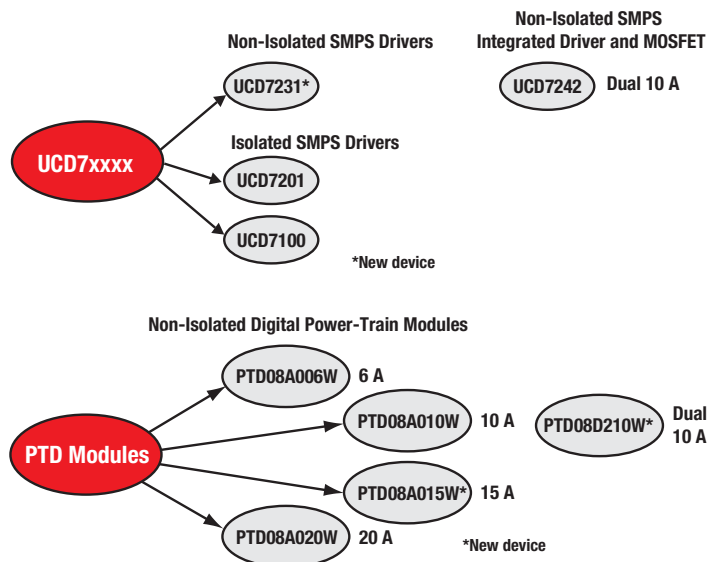 Non-Isolated SMPS Drivers
Non-Isolated SMPS
Integrated Driver and MOSFET
UCD7231*
UCD7242
Dual 10 A
Isolated SMPS Drivers
UCD7xxxx
UCD7201
UCD7100
*New device
Non-Isolated Digital Power-Train Modules
PTD08A006W
6 A
PTD08A010W
10 A
PTD08D210W*
Dual
10 A
PTD Modules
PTD08A015W*
15 A
PTD08A020W
20 A
*New device